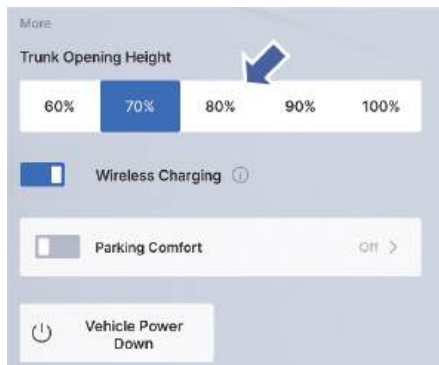 More
Trunk Opening Height
60% 70% 80% 90% 100%
Wireless Charging
Parking Comfort Off
Vehicle Power
Down